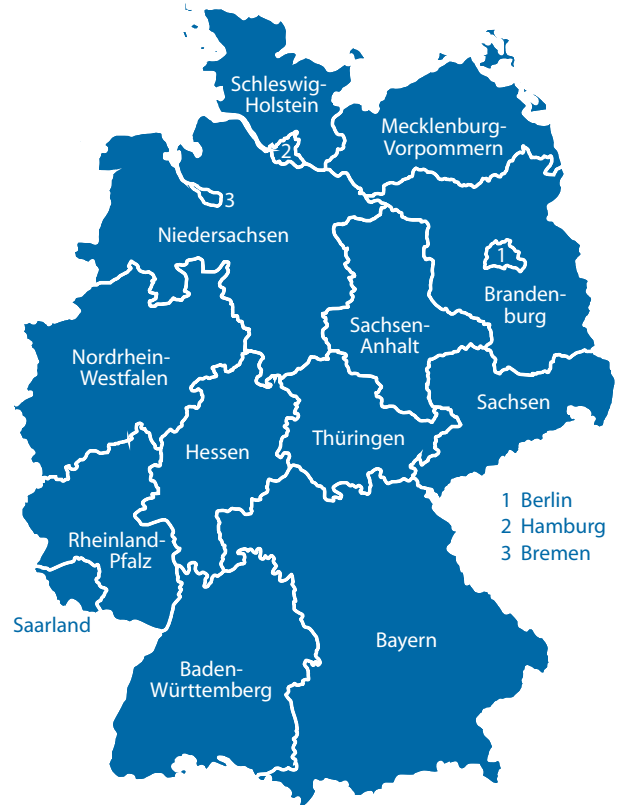 Schleswig-
Holstein
Mecklenburg-
Vorpommern
2
3
Niedersachsen
1
Branden-
burg
Sachsen-
Anhalt
Nordrhein-
Westfalen
Sachsen
Thüringen
Hessen
1 Berlin
2 Hamburg
3 Bremen
Rheinland-
Pfalz
Saarland
Bayern
Baden-
Württemberg